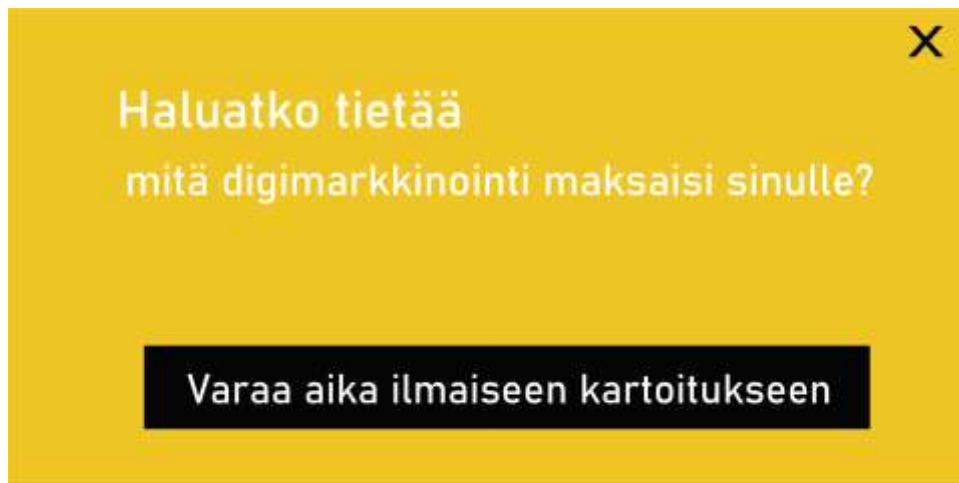 X
Haluatko tietää
mitä digimarkkinointi maksaisi sinulle?
Varaa aika ilmaiseen kartoitukseen